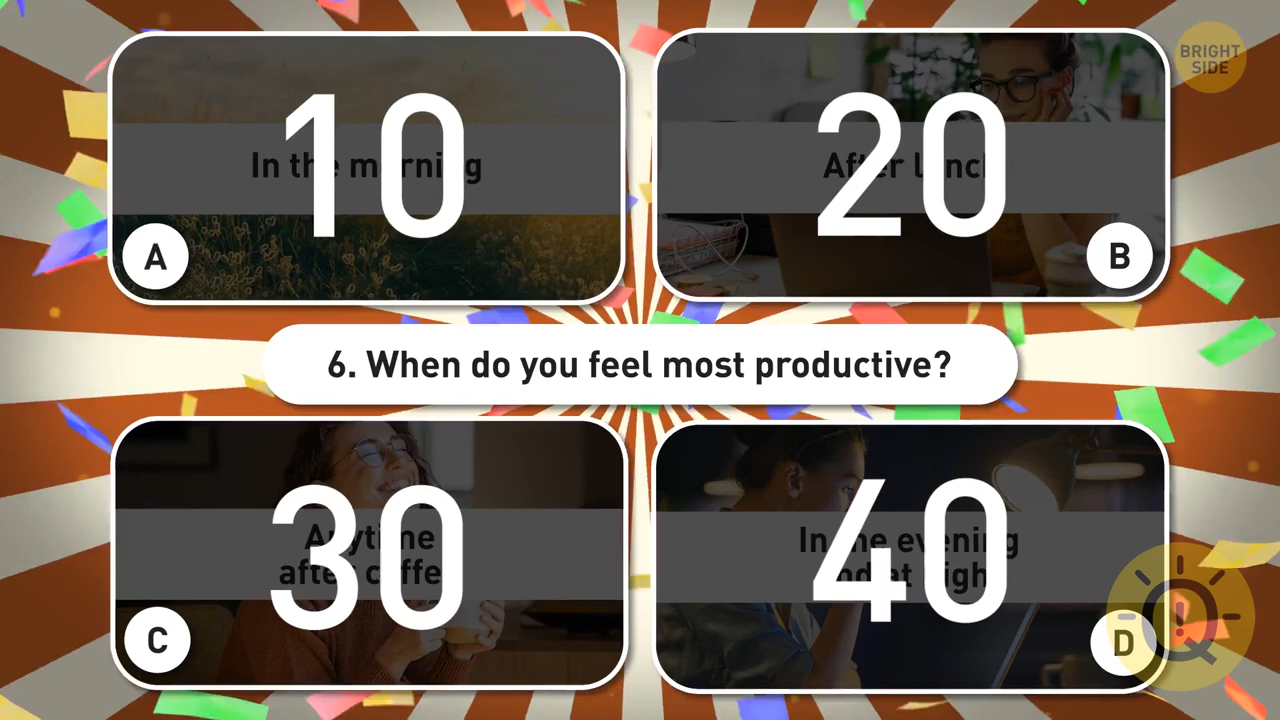 10
In the morning
A
20
After lunch
B
BRIGHT
SIDE
6. When do you feel most productive?
30
Anytime
after coffee
C
40
In the evening
and at night
D